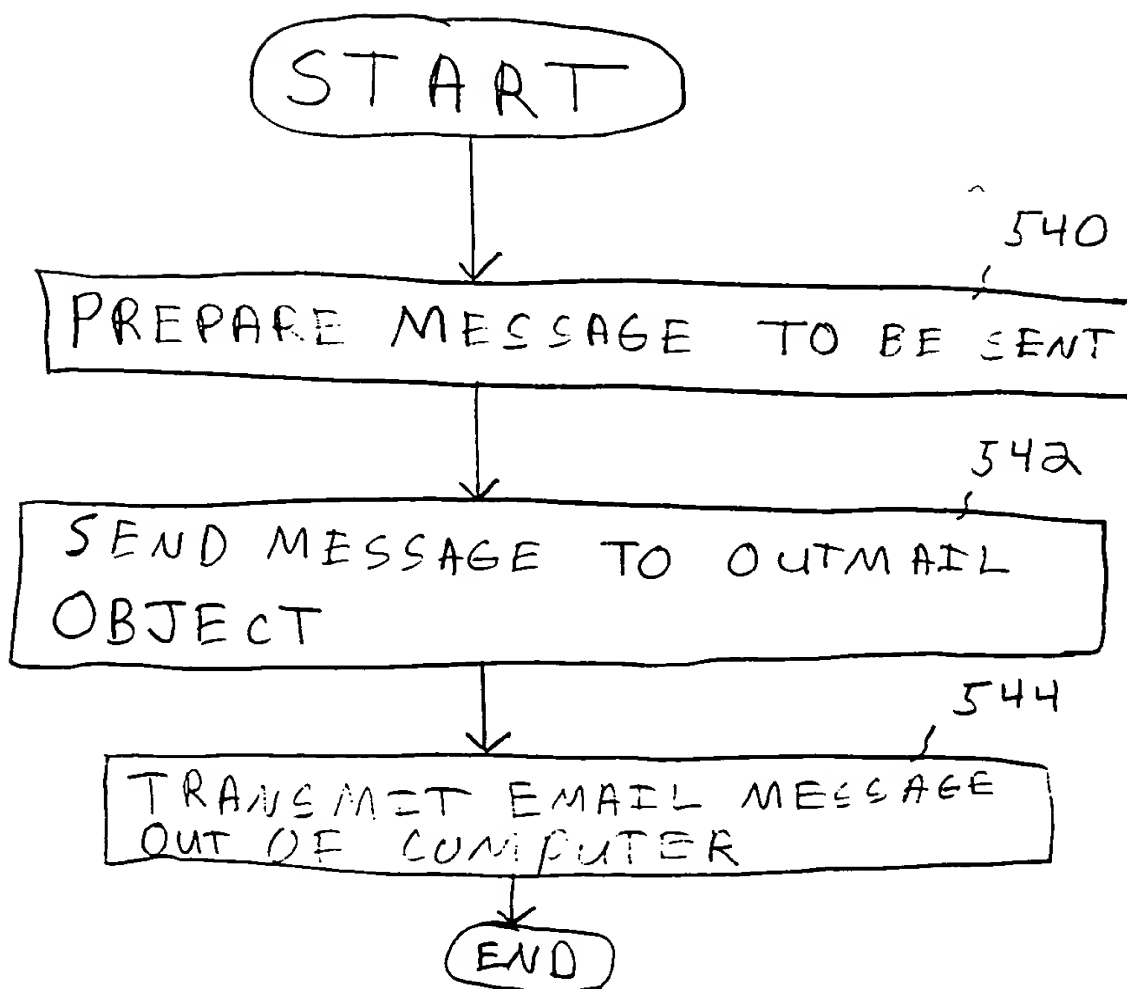 START
540
PREPARE MESSAGE TO BE SENT
542
SEND MESSAGE TO OUTMAIL
OBJECT
544
TRANSMIT EMAIL MESSAGE
OUT OF COMPUTER
END